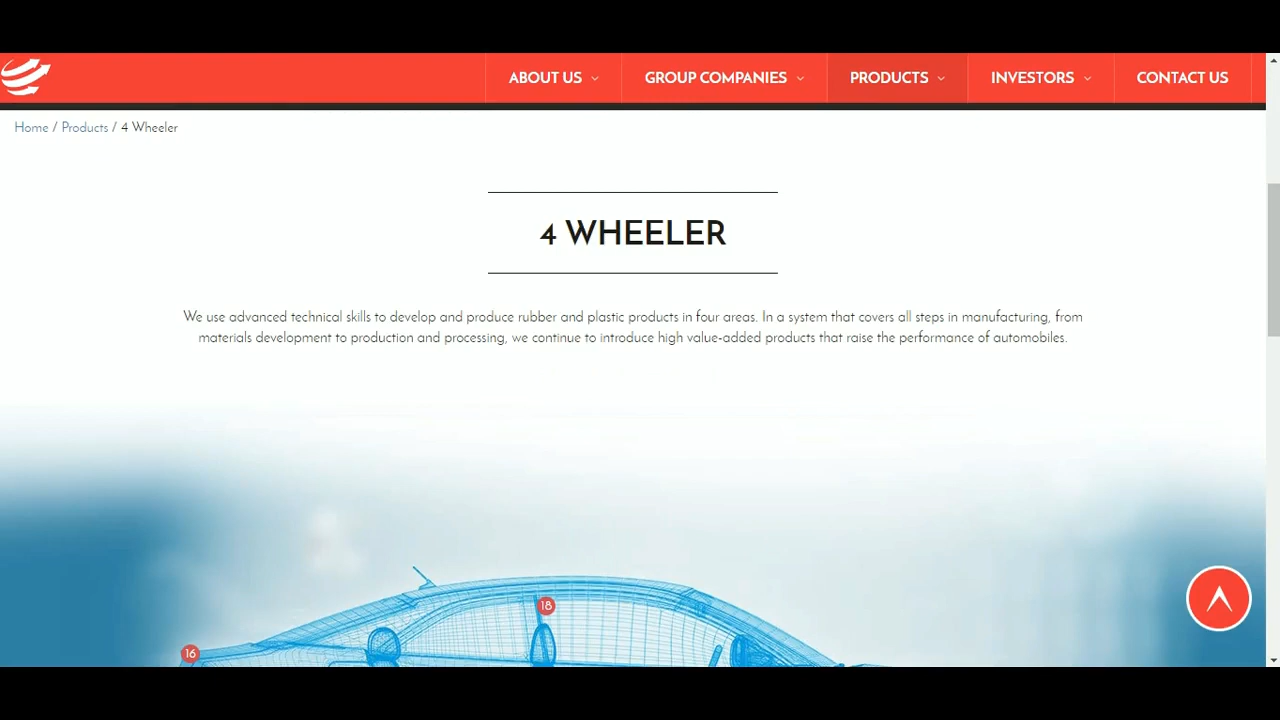 ABOUT US GROUP COMPANIES PRODUCTS INVESTORS CONTACT US
Home / Products / 4 Wheeler
4 WHEELER
We use advanced technical skills to develop and produce rubber and plastic products in four areas. In a system that covers all steps in manufacturing, from
materials development to production and processing, we continue to introduce high value-added products that raise the performance of automobiles.
18
16